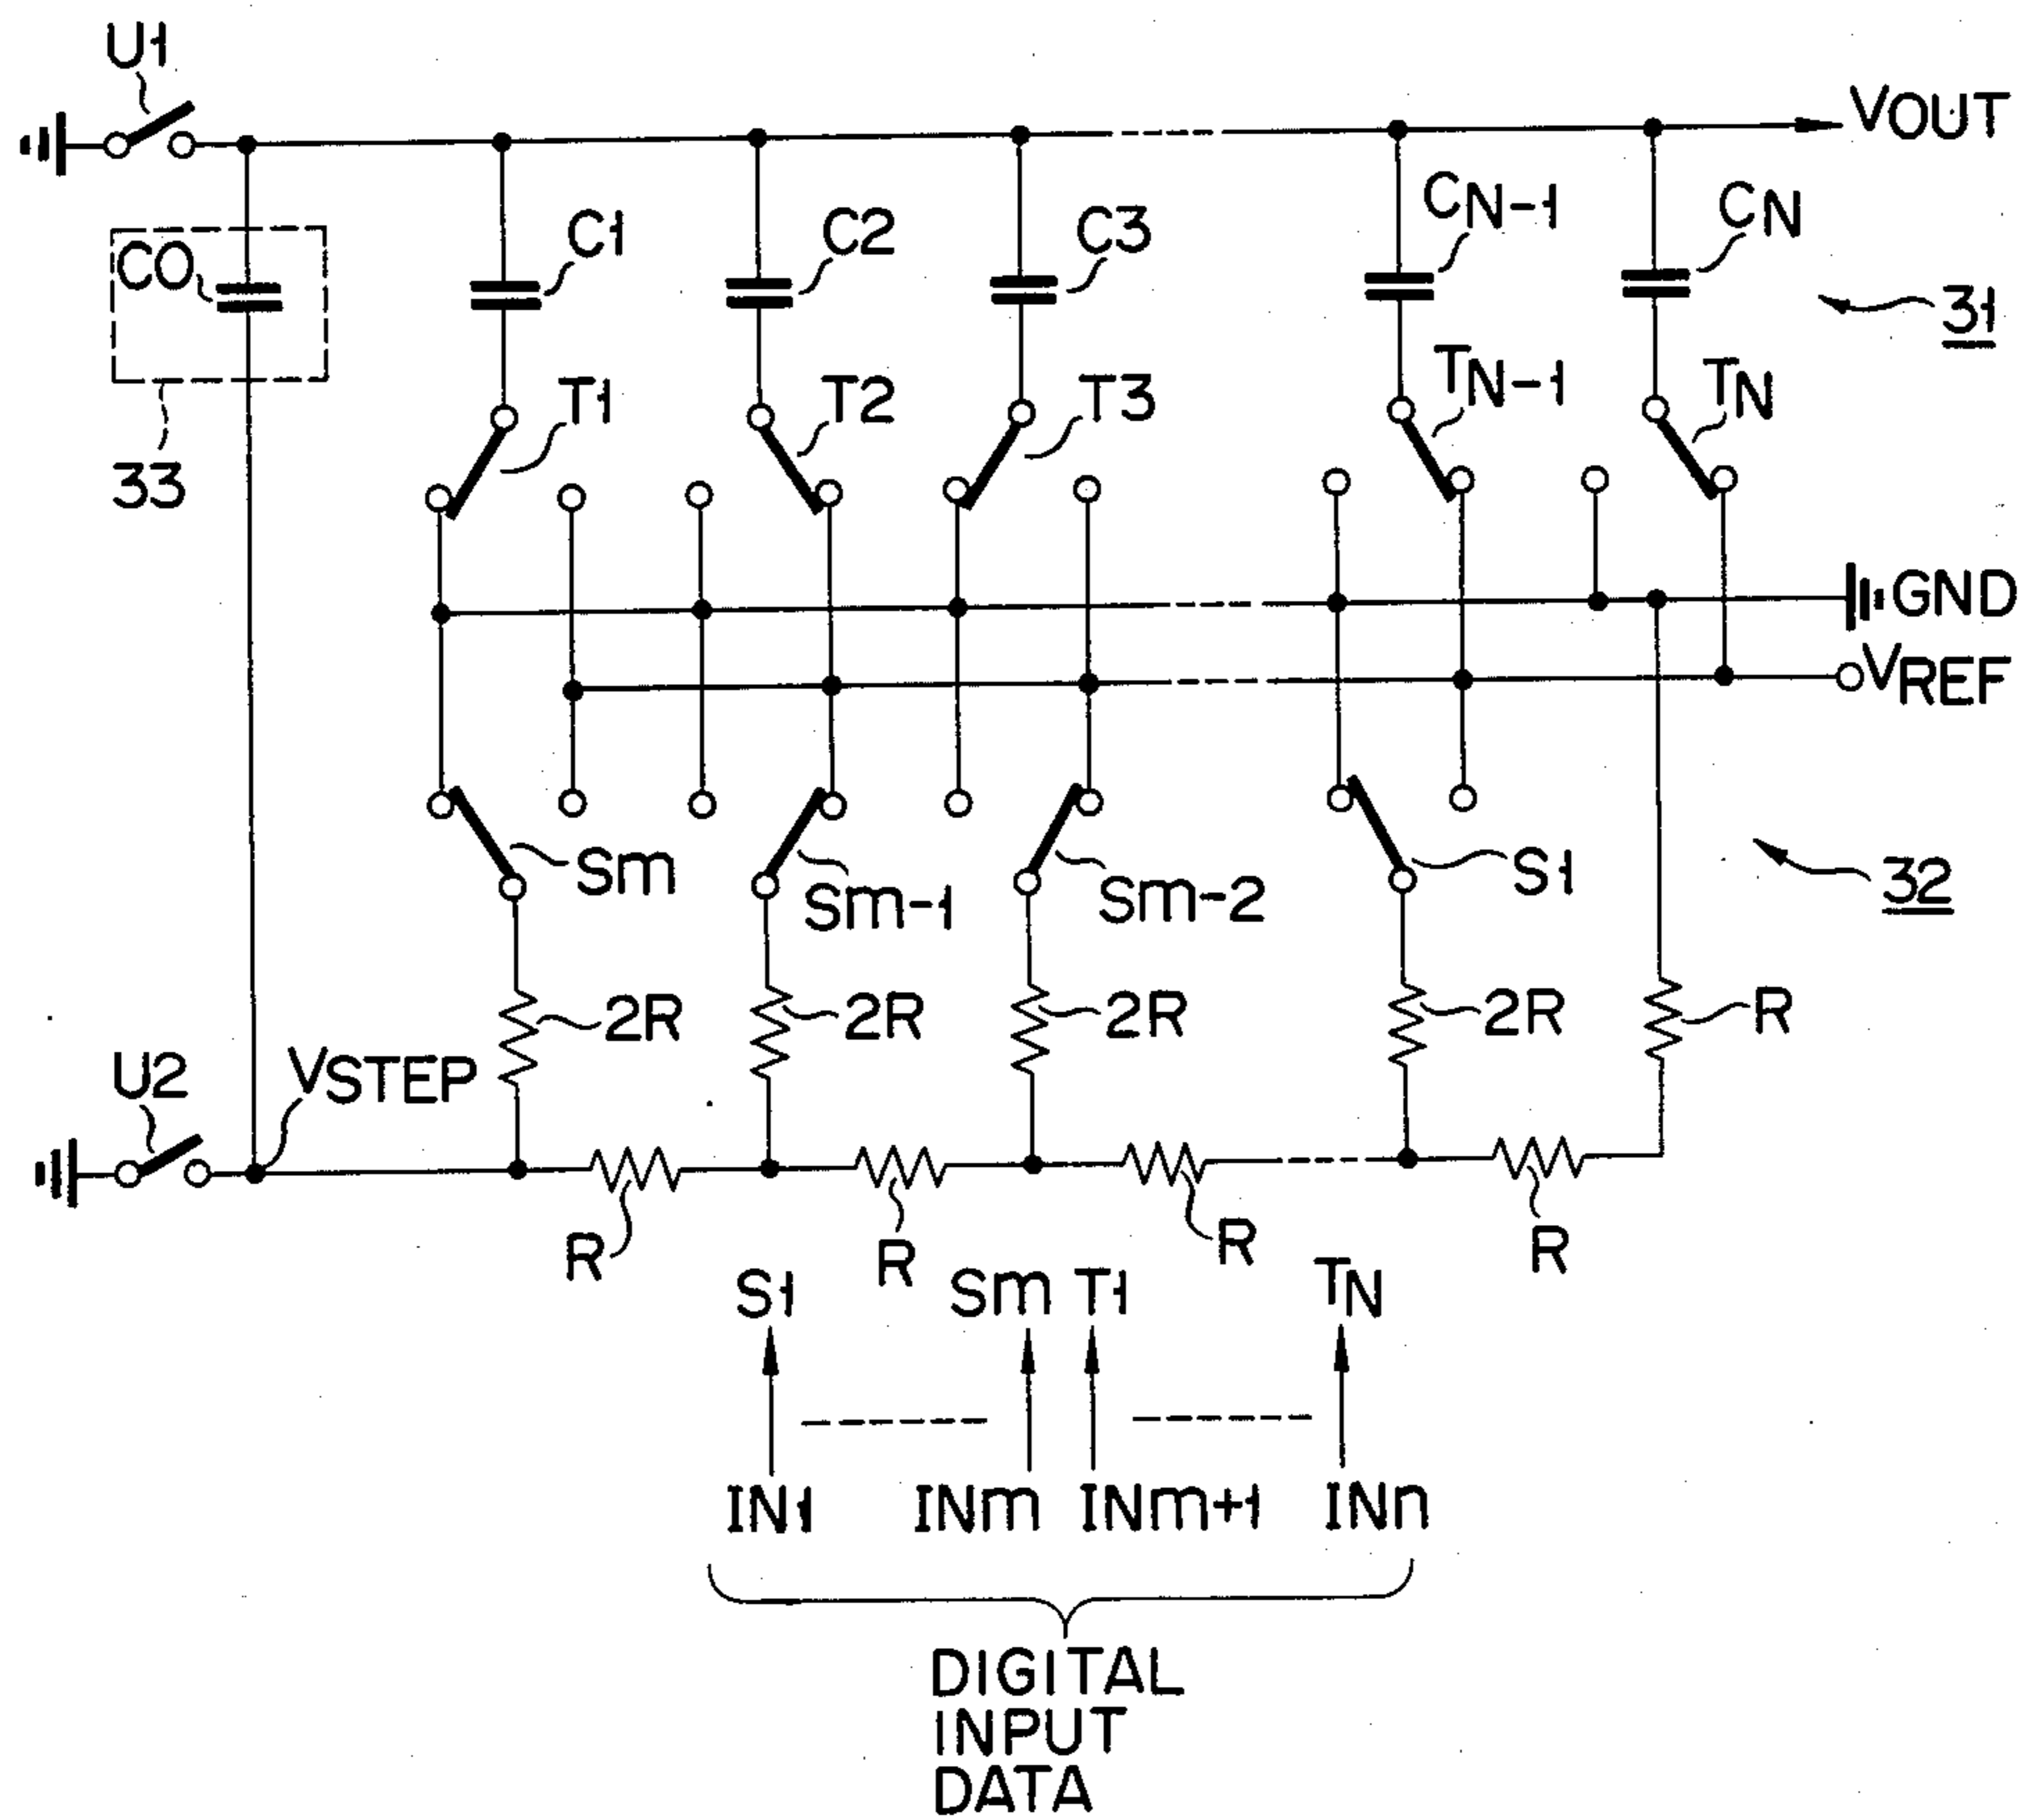 U1
VOUT
C0
C1
C2
C3
CN-1
CN
31
T1
T2
T3
TN-1
TN
33
GND
VREF
Sm
Sm-1
Sm-2
S1
32
2R
2R
2R
2R
R
U2
VSTEP
R
R
R
R
S1
Sm
T1
TN
IN1
INm
INm+1
INn
DIGITAL
INPUT
DATA